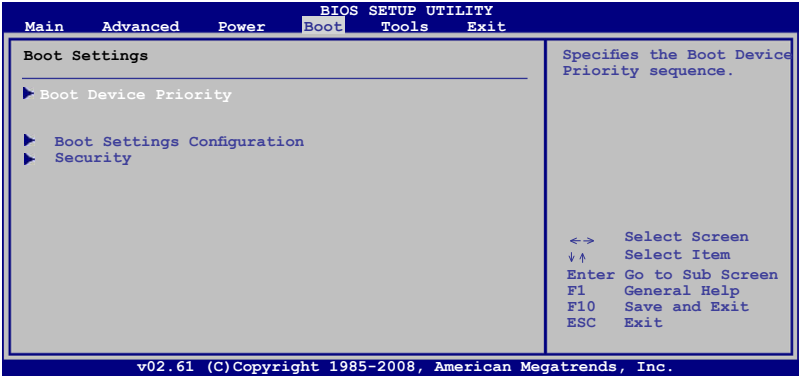 BIOS SETUP UTILITY
Main Advanced Power Boot Tools Exit
Boot Settings
Boot Device Priority
Boot Settings Configuration
Security
Specifies the Boot Device
Priority sequence.
←→ Select Screen
↓↑ Select Item
Enter Go to Sub Screen
F1 General Help
F10 Save and Exit
ESC Exit
v02.61 (C)Copyright 1985-2008, American Megatrends, Inc.